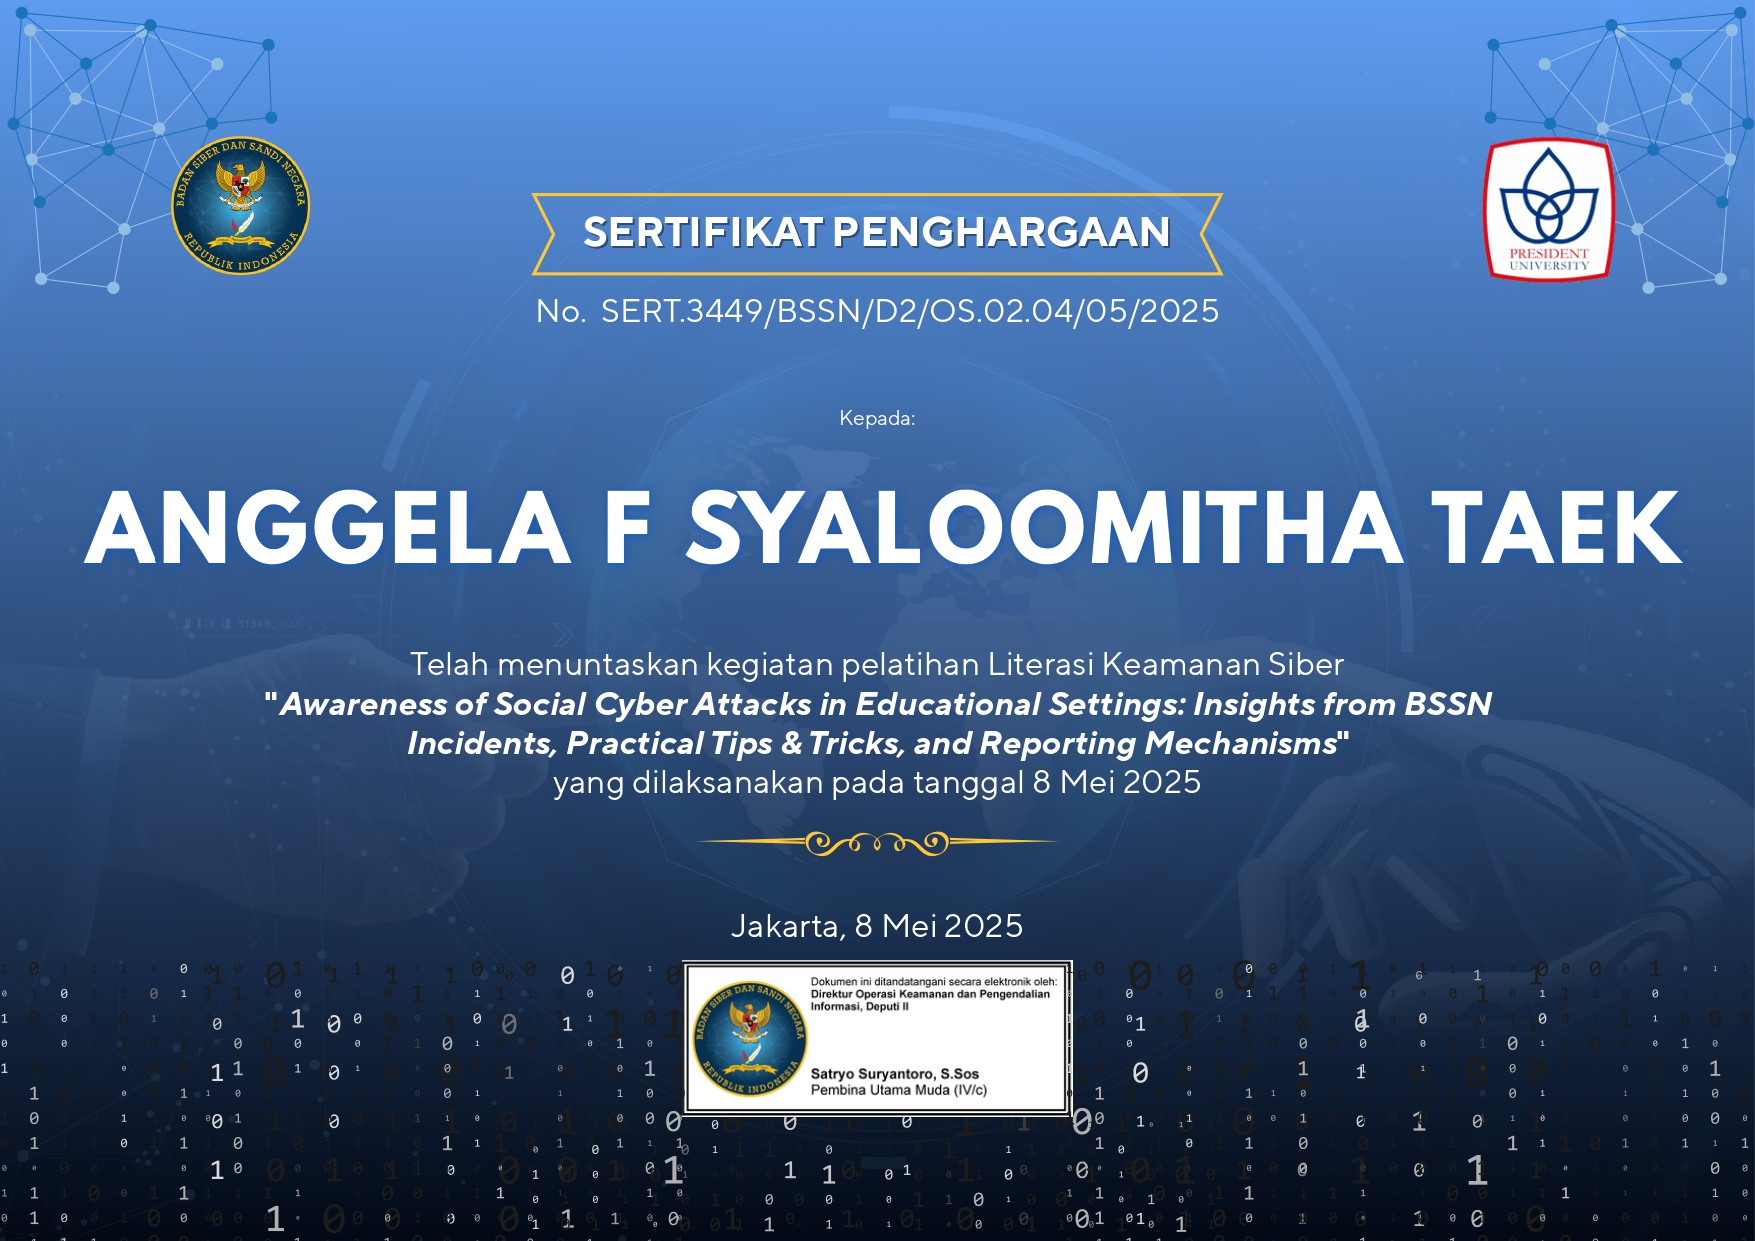 BADAN SIBER DAN SANDI NEGARA
REPUBLIK INDONESIA
PRESIDENT
UNIVERSITY
SERTIFIKAT PENGHARGAAN
No. SERT.3449/BSSN/D2/OS.02.04/05/2025
Kepada:
ANGGELA F SYALOOMITHA TAEK
Telah menuntaskan kegiatan pelatihan Literasi Keamanan Siber
"Awareness of Social Cyber Attacks in Educational Settings: Insights from BSSN
Incidents, Practical Tips & Tricks, and Reporting Mechanisms"
yang dilaksanakan pada tanggal 8 Mei 2025
Jakarta, 8 Mei 2025
BADAN SIBER DAN SANDI NEGARA
REPUBLIK INDONESIA
Dokumen ini ditandatangani secara elektronik oleh:
Direktur Operasi Keamanan dan Pengendalian
Informasi, Deputi II
Satryo Suryantoro, S.Sos
Pembina Utama Muda (IV/c)